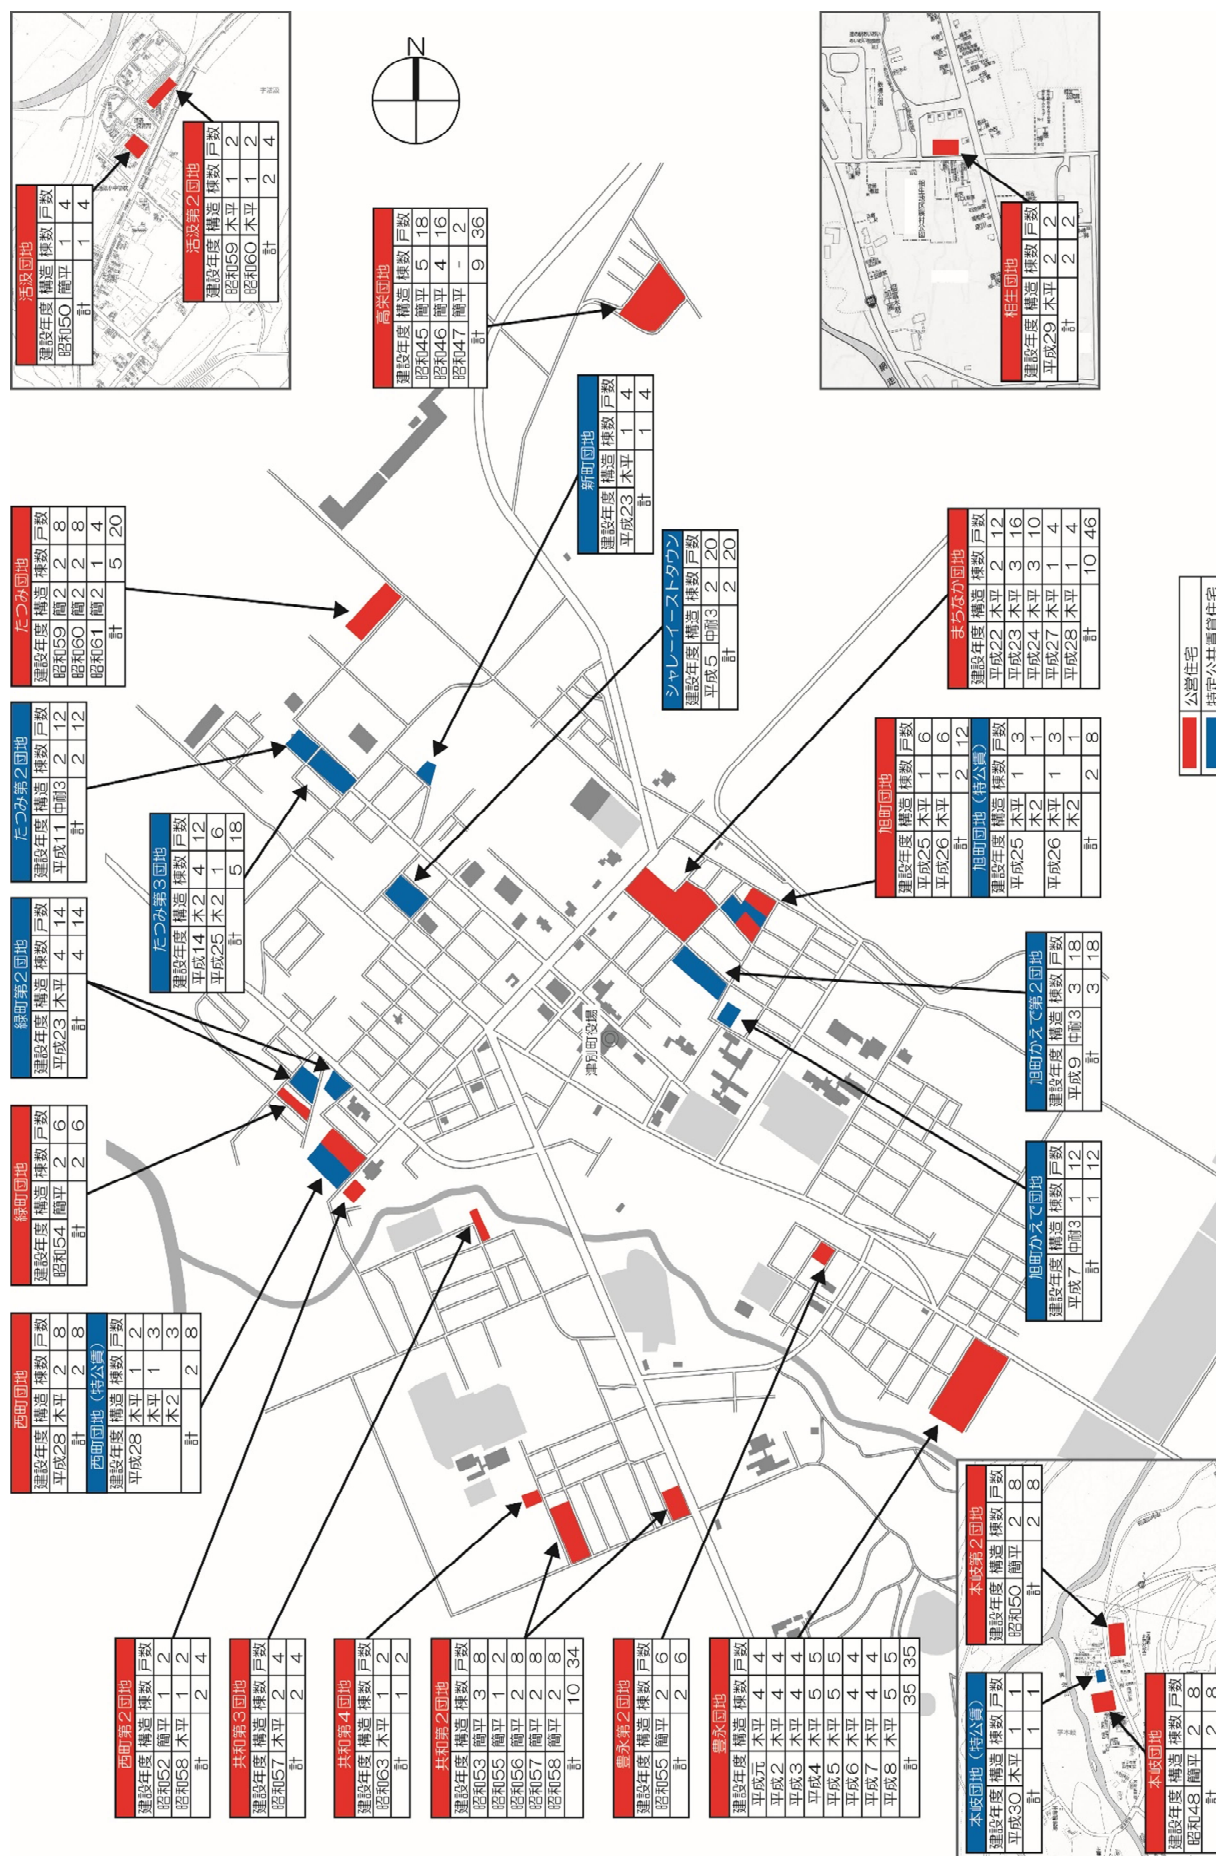 西町団地
建設年度 構造 棟数 戸数
平成28 木平 2 8
計 2 8
西町団地（特公賃）
建設年度 構造 棟数 戸数
平成28 木平 1 2
木平 1 3
木2 3
計 2 8
緑町団地
建設年度 構造 棟数 戸数
昭和54 簡平 2 6
計 2 6
緑町第2団地
建設年度 構造 棟数 戸数
平成23 木平 4 14
計 4 14
たつみ第2団地
建設年度 構造 棟数 戸数
平成11 中耐3 2 12
計 2 12
たつみ団地
建設年度 構造 棟数 戸数
昭和59 簡2 2 8
昭和60 簡2 2 8
昭和61 簡2 1 4
計 5 20
活汲団地
建設年度 構造 棟数 戸数
昭和50 簡平 1 4
計 1 4
活汲第2団地
建設年度 構造 棟数 戸数
昭和59 木平 1 2
昭和60 木平 1 2
計 2 4
たつみ第3団地
建設年度 構造 棟数 戸数
平成14 木2 4 12
平成25 木2 1 6
計 5 18
N
高栄団地
建設年度 構造 棟数 戸数
昭和45 簡平 5 18
昭和46 簡平 4 16
昭和47 簡平 - 2
計 9 36
新町団地
建設年度 構造 棟数 戸数
平成23 木平 1 4
計 1 4
シャレーイーストタウン
建設年度 構造 棟数 戸数
平成5 中耐3 2 20
計 2 20
津別町役場
西町第2団地
建設年度 構造 棟数 戸数
昭和52 簡平 1 2
昭和58 木平 1 2
計 2 4
共和第3団地
建設年度 構造 棟数 戸数
昭和57 木平 2 4
計 2 4
共和第4団地
建設年度 構造 棟数 戸数
昭和63 木平 1 2
計 1 2
共和第2団地
建設年度 構造 棟数 戸数
昭和53 簡平 3 8
昭和55 簡平 1 2
昭和56 簡平 2 8
昭和57 簡平 2 8
昭和58 簡平 2 8
計 10 34
豊永第2団地
建設年度 構造 棟数 戸数
昭和55 簡平 2 6
計 2 6
豊永団地
建設年度 構造 棟数 戸数
平成元 木平 4 4
平成2 木平 4 4
平成3 木平 4 4
平成4 木平 5 5
平成5 木平 5 5
平成6 木平 4 4
平成7 木平 4 4
平成8 木平 5 5
計 35 35
旭町団地
建設年度 構造 棟数 戸数
平成25 木平 1 6
平成26 木平 1 6
計 2 12
旭町団地（特公賃）
建設年度 構造 棟数 戸数
平成25 木平 1 3
木2 1
平成26 木平 1 3
木2 1
計 2 8
まちなか団地
建設年度 構造 棟数 戸数
平成22 木平 2 12
平成23 木平 3 16
平成24 木平 3 10
平成27 木平 1 4
平成28 木平 1 4
計 10 46
相生団地
建設年度 構造 棟数 戸数
平成29 木平 2 2
計 2 2
本岐団地（特公賃）
建設年度 構造 棟数 戸数
平成30 木平 1 1
計 1 1
本岐第2団地
建設年度 構造 棟数 戸数
昭和50 簡平 2 8
計 2 8
本岐団地
建設年度 構造 棟数 戸数
昭和48 簡平 2 8
計 2 8
旭町かえで団地
建設年度 構造 棟数 戸数
平成7 中耐3 1 12
計 1 12
旭町かえで第2団地
建設年度 構造 棟数 戸数
平成9 中耐3 3 18
計 3 18
公営住宅
特定公共賃貸住宅